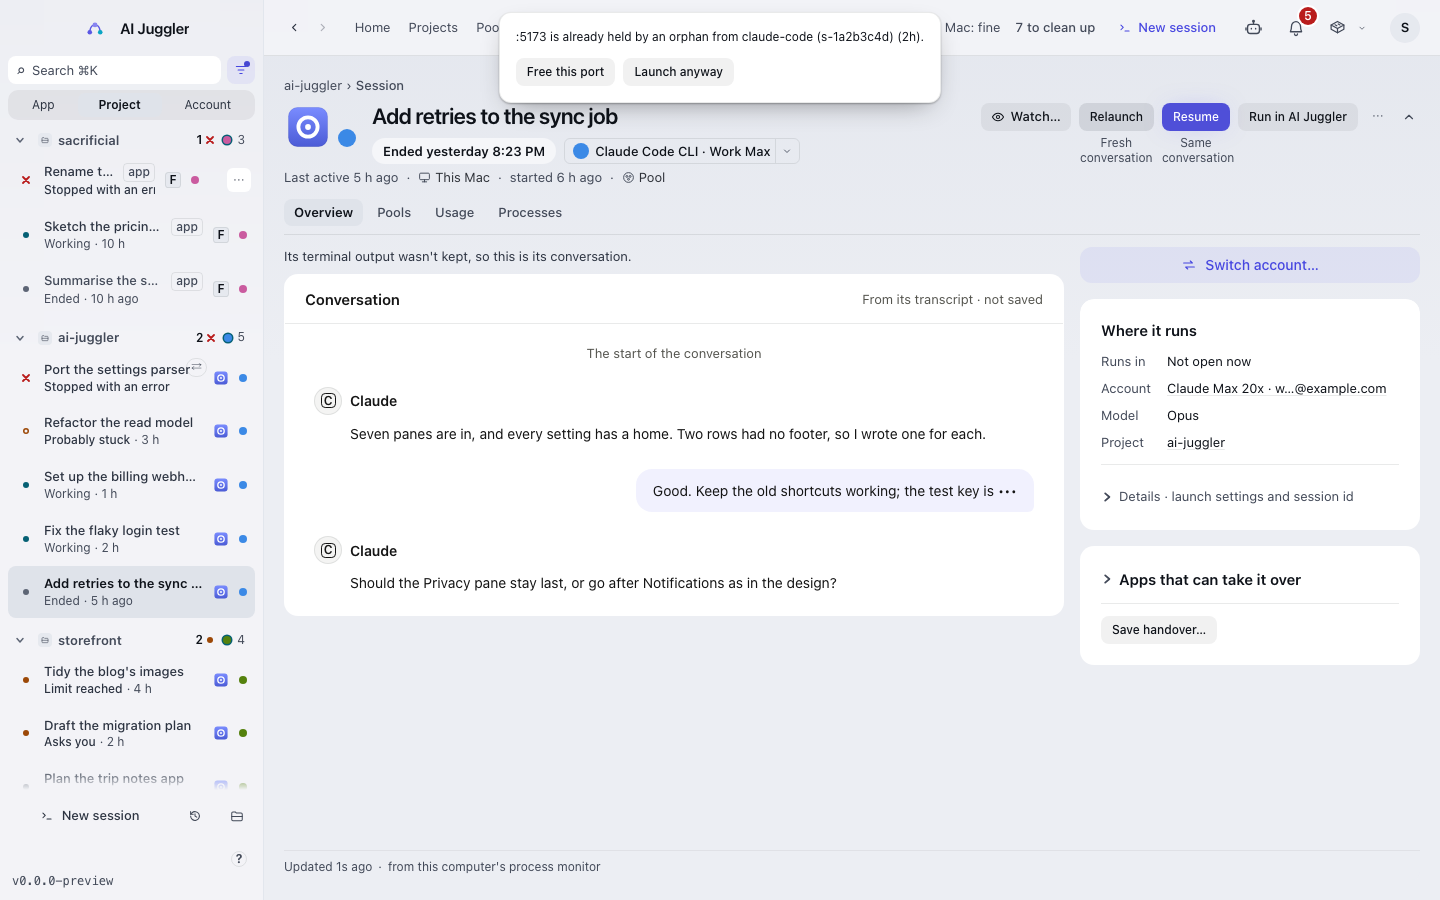 AI Juggler
Search ⌘K
App Project Account
sacrificial 1 3
Rename t... app F
Stopped with an err
Sketch the pricin... app F
Working · 10 h
Summarise the s... app F
Ended · 10 h ago
ai-juggler 2 5
Port the settings parser
Stopped with an error
Refactor the read model
Probably stuck · 3 h
Set up the billing webh...
Working · 1 h
Fix the flaky login test
Working · 2 h
Add retries to the sync ...
Ended · 5 h ago
storefront 2 4
Tidy the blog's images
Limit reached · 4 h
Draft the migration plan
Asks you · 2 h
Plan the trip notes app
New session
?
v0.0.0-preview
Home Projects Poo
:5173 is already held by an orphan from claude-code (s-1a2b3c4d) (2h).
Free this port Launch anyway
Mac: fine 7 to clean up New session 5 S
ai-juggler › Session
Add retries to the sync job
Ended yesterday 8:23 PM Claude Code CLI · Work Max
Last active 5 h ago · This Mac · started 6 h ago · Pool
Watch... Relaunch Resume Run in AI Juggler ...
Fresh conversation
Same conversation
Overview Pools Usage Processes
Its terminal output wasn't kept, so this is its conversation.
Conversation From its transcript · not saved
The start of the conversation
C Claude
Seven panes are in, and every setting has a home. Two rows had no footer, so I wrote one for each.
Good. Keep the old shortcuts working; the test key is •••
C Claude
Should the Privacy pane stay last, or go after Notifications as in the design?
Switch account...
Where it runs
Runs in Not open now
Account Claude Max 20x · w...@example.com
Model Opus
Project ai-juggler
Details · launch settings and session id
Apps that can take it over
Save handover...
Updated 1s ago · from this computer's process monitor